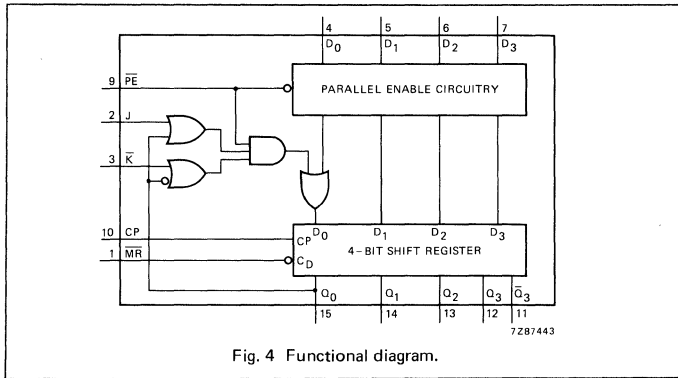 4 5 6 7
D0 D1 D2 D3
9 PE
PARALLEL ENABLE CIRCUITRY
2 J
3 K
10 CP
1 MR
D0 D1 D2 D3
CP
4-BIT SHIFT REGISTER
CD
Q0 Q1 Q2 Q3 Q̅3
15 14 13 12 11
7Z87443
Fig. 4 Functional diagram.